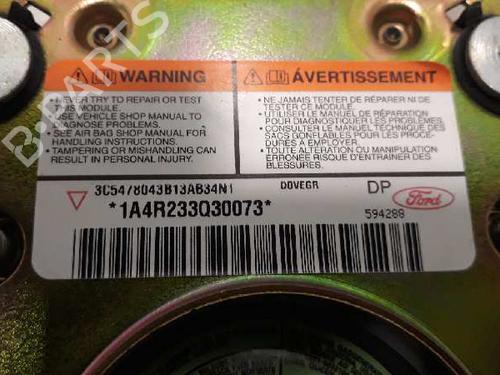 WARNING
• NEVER TRY TO REPAIR OR TEST
THIS MODULE.
USE VEHICLE SHOP MANUAL TO
DIAGNOSE PROBLEMS.
• SEE AIR BAG SHOP MANUAL FOR
HANDLING INSTRUCTIONS.
• TAMPERING OR MISHANDLING CAN
RESULT IN PERSONAL INJURY.
ÁVERTISSEMENT
• NE JAMAIS TENTER DE RÉPARER NI DE
TESTER CE MODULE.
• UTILISER LE MANUEL DE RÉPARATION
POUR DIAGNOSTIQUER LES PROBLÈMES.
• CONSULTER LE MANUEL TECHNIQUE DES
SACS GONFLABLES POUR LES PROCÉ-
DURES À EFFECTUER
• TOUTE ALTERATION OU MANIPULATION
ERRONÉE RISQUE D'ENTRAINER DES
BLESSURES.
3C5478043B13AB34N1
DOVEGR
DP
Ford
*1A4R233Q30073*
594288
B-PARTS